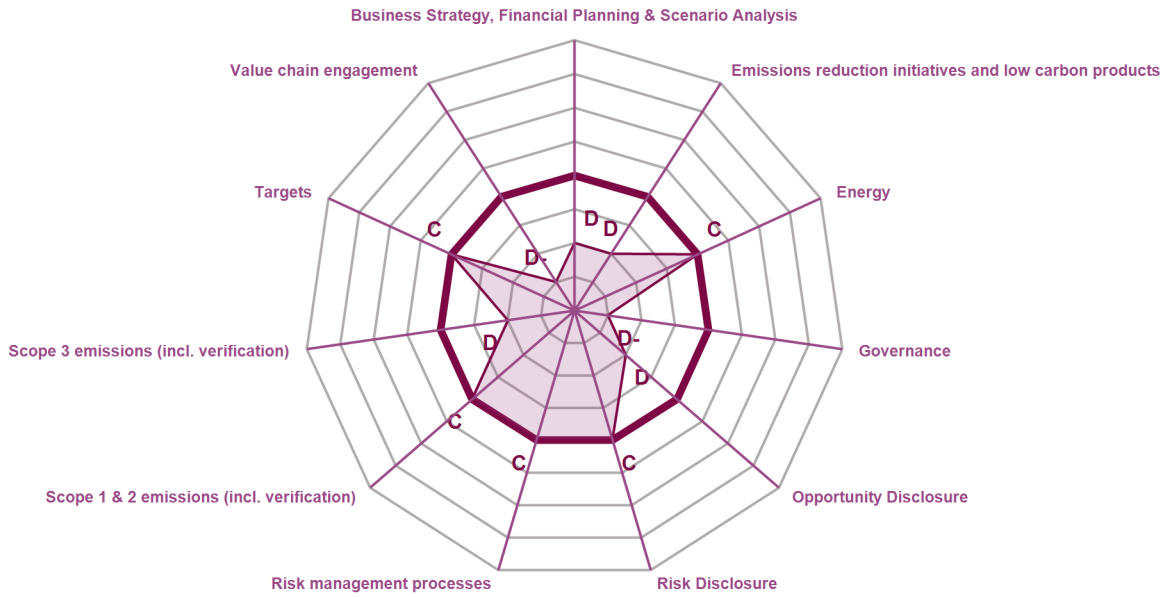 Business Strategy, Financial Planning & Scenario Analysis
Value chain engagement
Emissions reduction initiatives and low carbon products
Targets
Energy
C
D
D
C
D-
Scope 3 emissions (incl. verification)
D
D-
Governance
D
C
C
C
Scope 1 & 2 emissions (incl. verification)
Opportunity Disclosure
Risk management processes
Risk Disclosure